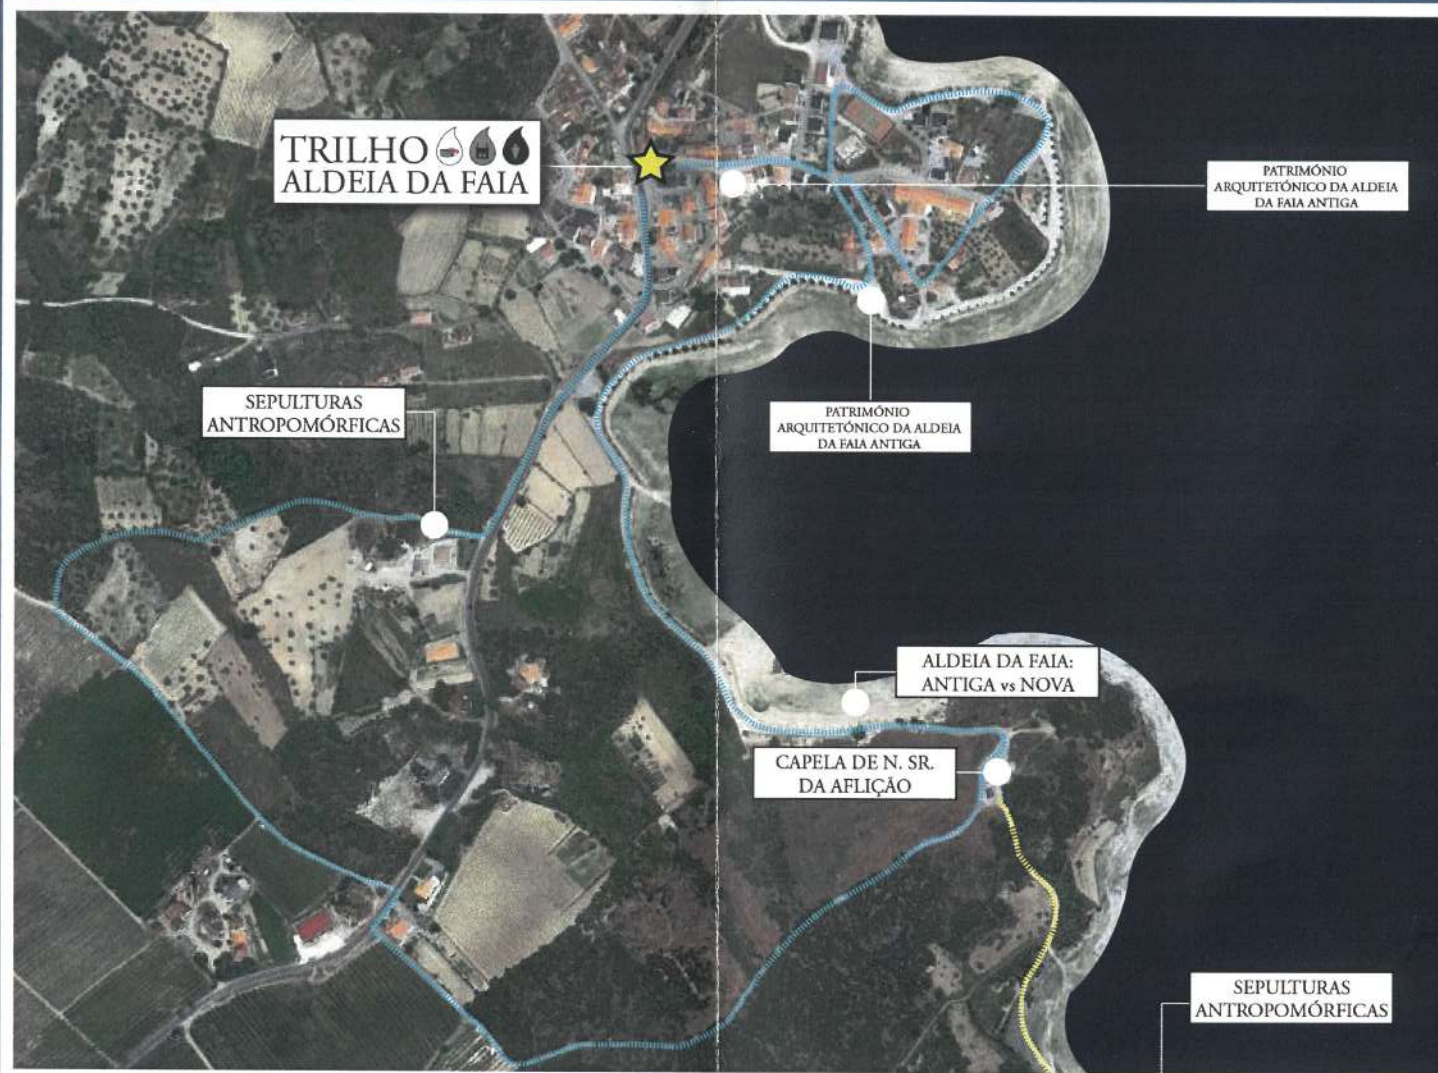 TRILHO
ALDEIA DA FAIA
PATRIMÓNIO
ARQUITETÓNICO DA ALDEIA
DA FAIA ANTIGA
SEPULTURAS
ANTROPOMÓRFICAS
PATRIMÓNIO
ARQUITETÓNICO DA ALDEIA
DA FAIA ANTIGA
ALDEIA DA FAIA:
ANTIGA vs NOVA
CAPELA DE N. SR.
DA AFLIÇÃO
SEPULTURAS
ANTROPOMÓRFICAS